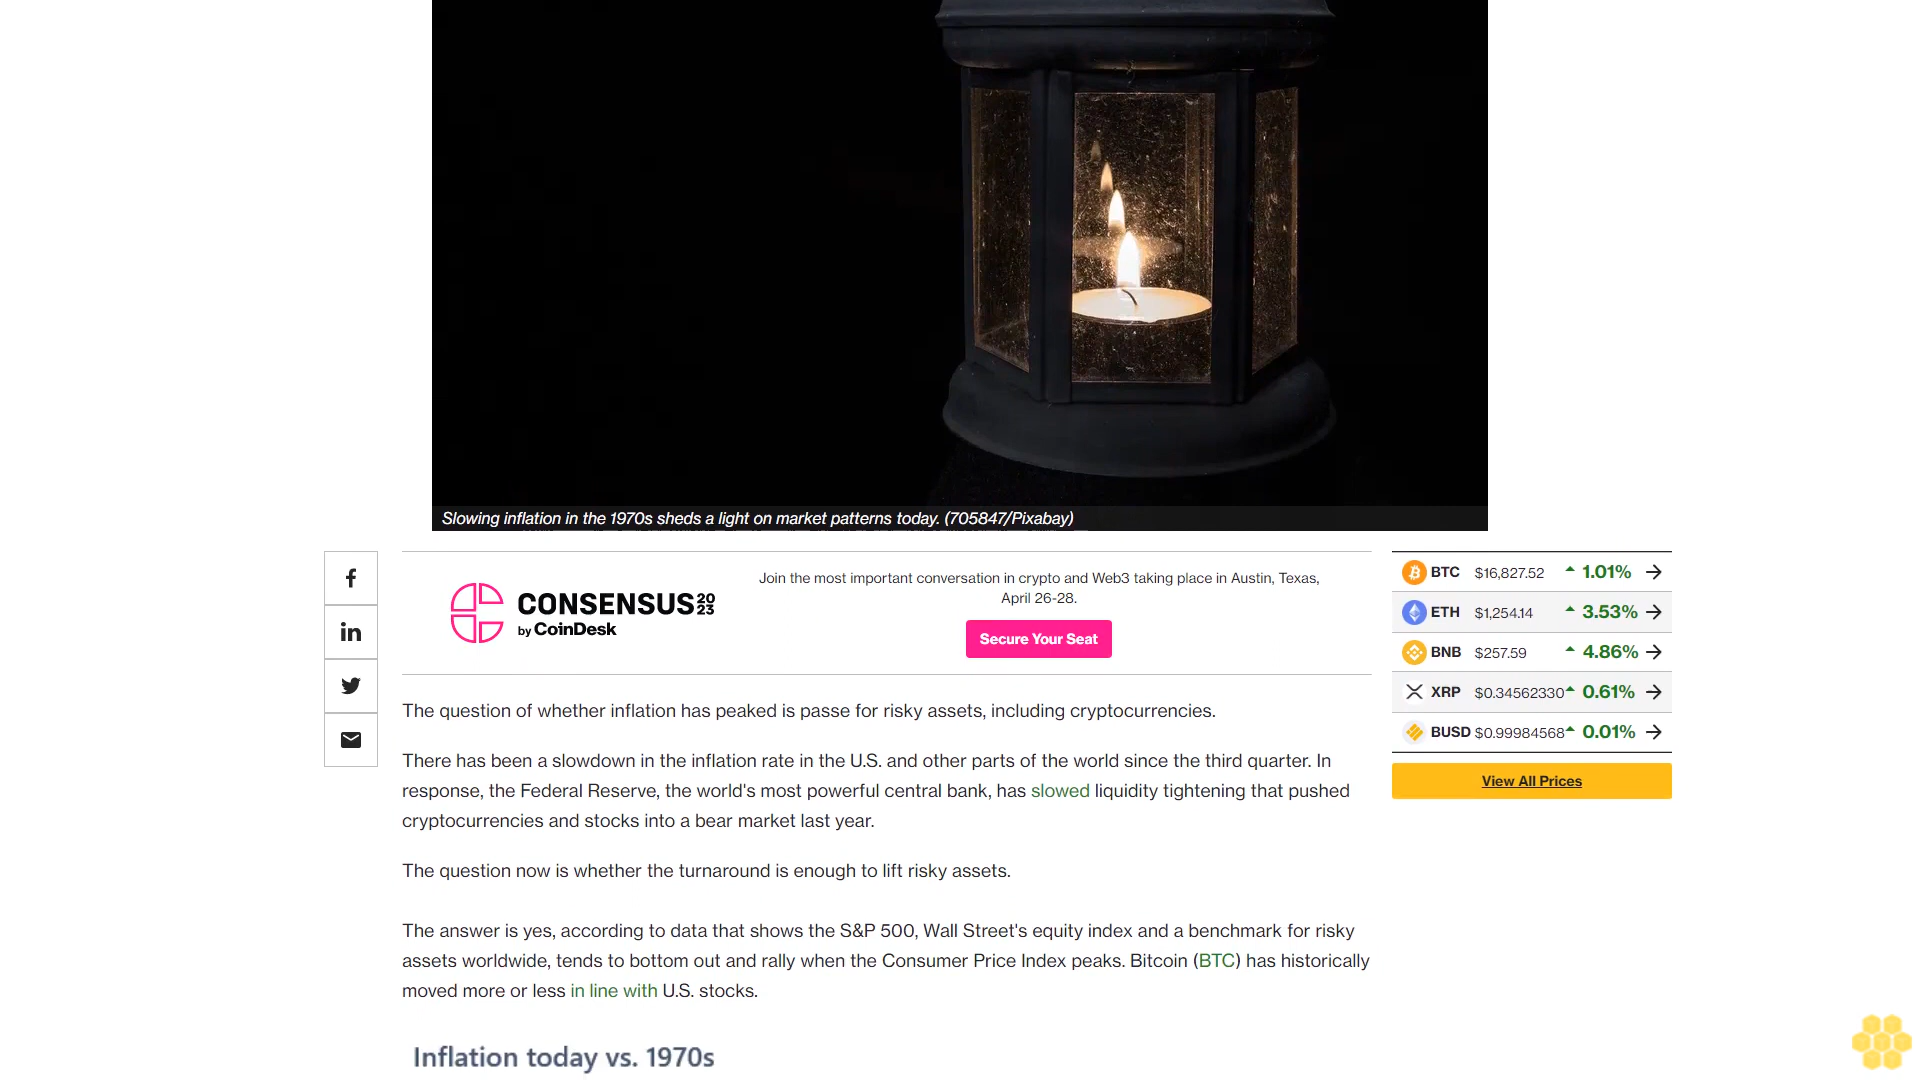 Slowing inflation in the 1970s sheds a light on market patterns today. (705847/Pixabay)
CONSENSUS 20 23
by CoinDesk
Join the most important conversation in crypto and Web3 taking place in Austin, Texas,
April 26-28.
Secure Your Seat
The question of whether inflation has peaked is passe for risky assets, including cryptocurrencies.
There has been a slowdown in the inflation rate in the U.S. and other parts of the world since the third quarter. In
response, the Federal Reserve, the world's most powerful central bank, has slowed liquidity tightening that pushed
cryptocurrencies and stocks into a bear market last year.
The question now is whether the turnaround is enough to lift risky assets.
The answer is yes, according to data that shows the S&P 500, Wall Street's equity index and a benchmark for risky
assets worldwide, tends to bottom out and rally when the Consumer Price Index peaks. Bitcoin (BTC) has historically
moved more or less in line with U.S. stocks.
Inflation today vs. 1970s
BTC $16,827.52 1.01%
ETH $1,254.14 3.53%
BNB $257.59 4.86%
XRP $0.34562330 0.61%
BUSD $0.99984568 0.01%
View All Prices